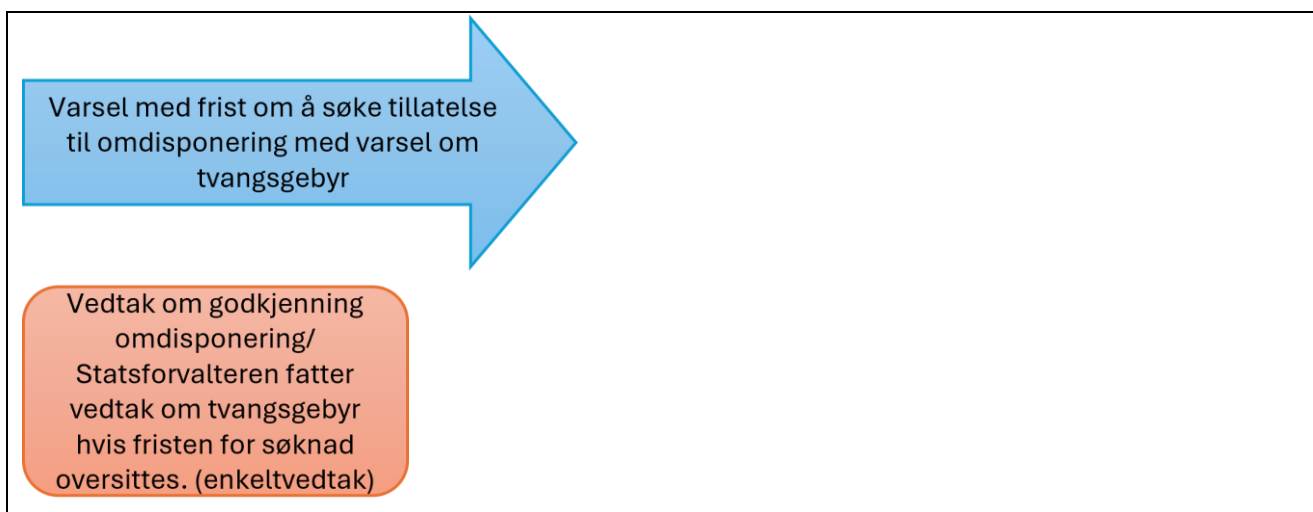 Varsel med frist om å søke tillatelse
til omdisponering med varsel om
tvangsgebyr
Vedtak om godkjenning
omdisponering/
Statsforvalteren fatter
vedtak om tvangsgebyr
hvis fristen for søknad
oversittes. (enkeltvedtak)